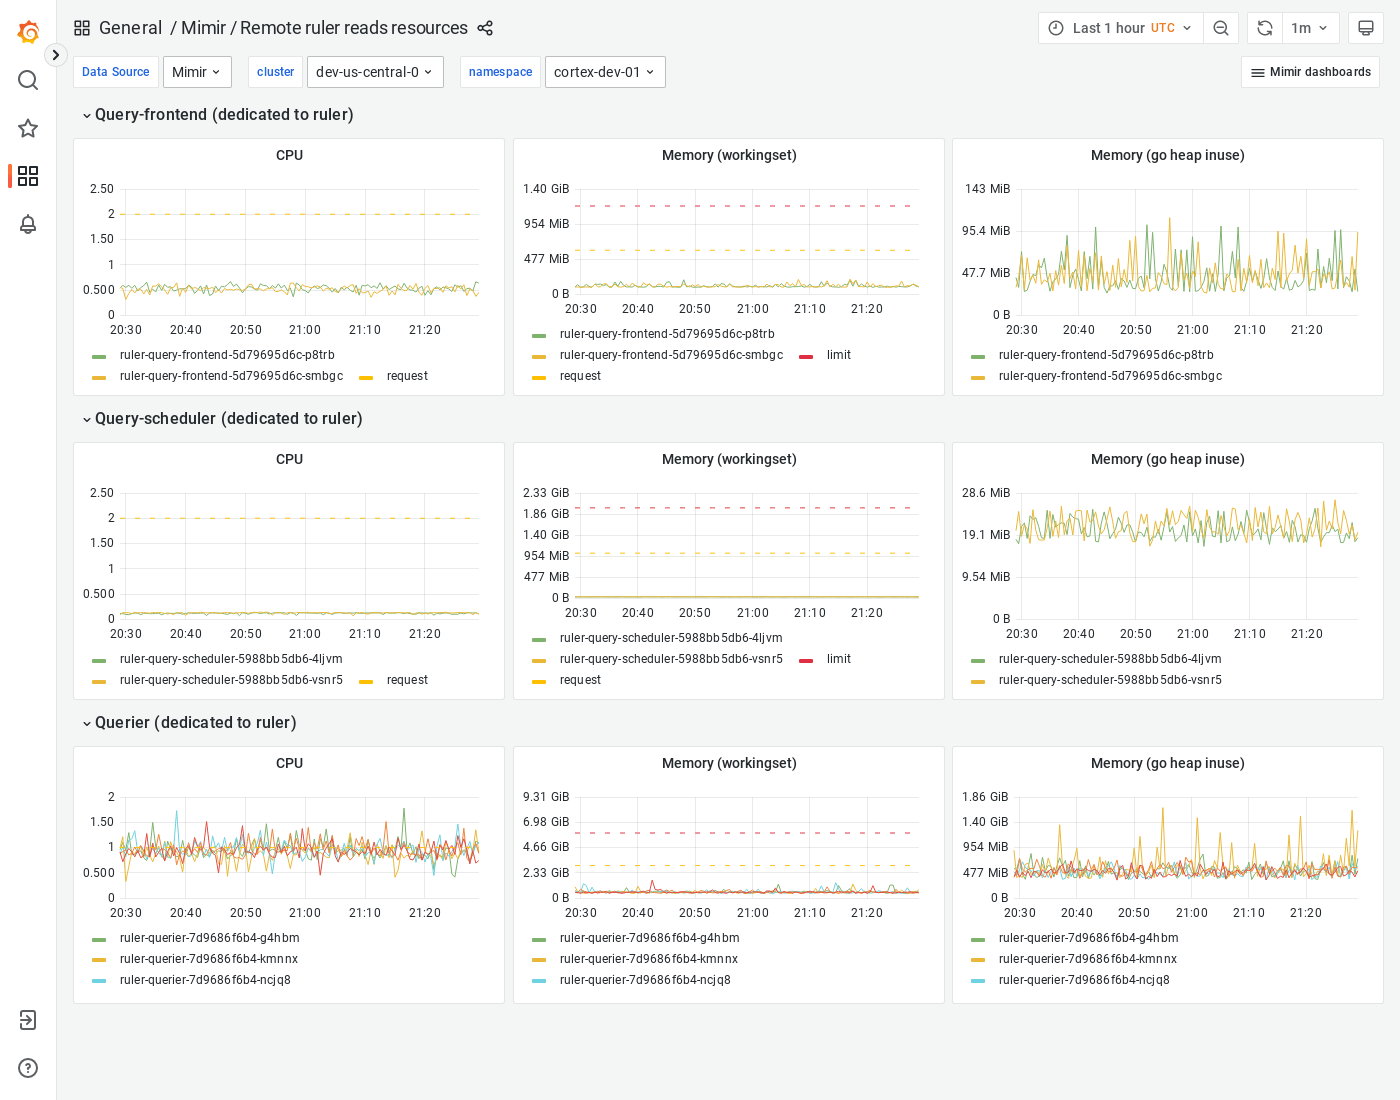 General / Mimir / Remote ruler reads resources
Last 1 hour UTC
1m
Data Source
Mimir
cluster
dev-us-central-0
namespace
cortex-dev-01
Mimir dashboards
Query-frontend (dedicated to ruler)
CPU
2.50
2
1.50
1
0.500
0
20:30 20:40 20:50 21:00 21:10 21:20
ruler-query-frontend-5d79695d6c-p8trb
ruler-query-frontend-5d79695d6c-smbgc request
Memory (workingset)
1.40 GiB
954 MiB
477 MiB
0 B
20:30 20:40 20:50 21:00 21:10 21:20
ruler-query-frontend-5d79695d6c-p8trb
ruler-query-frontend-5d79695d6c-smbgc limit
request
Memory (go heap inuse)
143 MiB
95.4 MiB
47.7 MiB
0 B
20:30 20:40 20:50 21:00 21:10 21:20
ruler-query-frontend-5d79695d6c-p8trb
ruler-query-frontend-5d79695d6c-smbgc
Query-scheduler (dedicated to ruler)
CPU
2.50
2
1.50
1
0.500
0
20:30 20:40 20:50 21:00 21:10 21:20
ruler-query-scheduler-5988bb5db6-4ljvm
ruler-query-scheduler-5988bb5db6-vsnr5 request
Memory (workingset)
2.33 GiB
1.86 GiB
1.40 GiB
954 MiB
477 MiB
0 B
20:30 20:40 20:50 21:00 21:10 21:20
ruler-query-scheduler-5988bb5db6-4ljvm
ruler-query-scheduler-5988bb5db6-vsnr5 limit
request
Memory (go heap inuse)
28.6 MiB
19.1 MiB
9.54 MiB
0 B
20:30 20:40 20:50 21:00 21:10 21:20
ruler-query-scheduler-5988bb5db6-4ljvm
ruler-query-scheduler-5988bb5db6-vsnr5
Querier (dedicated to ruler)
CPU
2
1.50
1
0.500
0
20:30 20:40 20:50 21:00 21:10 21:20
ruler-querier-7d9686f6b4-g4hbm
ruler-querier-7d9686f6b4-kmnnx
ruler-querier-7d9686f6b4-ncjq8
Memory (workingset)
9.31 GiB
6.98 GiB
4.66 GiB
2.33 GiB
0 B
20:30 20:40 20:50 21:00 21:10 21:20
ruler-querier-7d9686f6b4-g4hbm
ruler-querier-7d9686f6b4-kmnnx
ruler-querier-7d9686f6b4-ncjq8
Memory (go heap inuse)
1.86 GiB
1.40 GiB
954 MiB
477 MiB
0 B
20:30 20:40 20:50 21:00 21:10 21:20
ruler-querier-7d9686f6b4-g4hbm
ruler-querier-7d9686f6b4-kmnnx
ruler-querier-7d9686f6b4-ncjq8